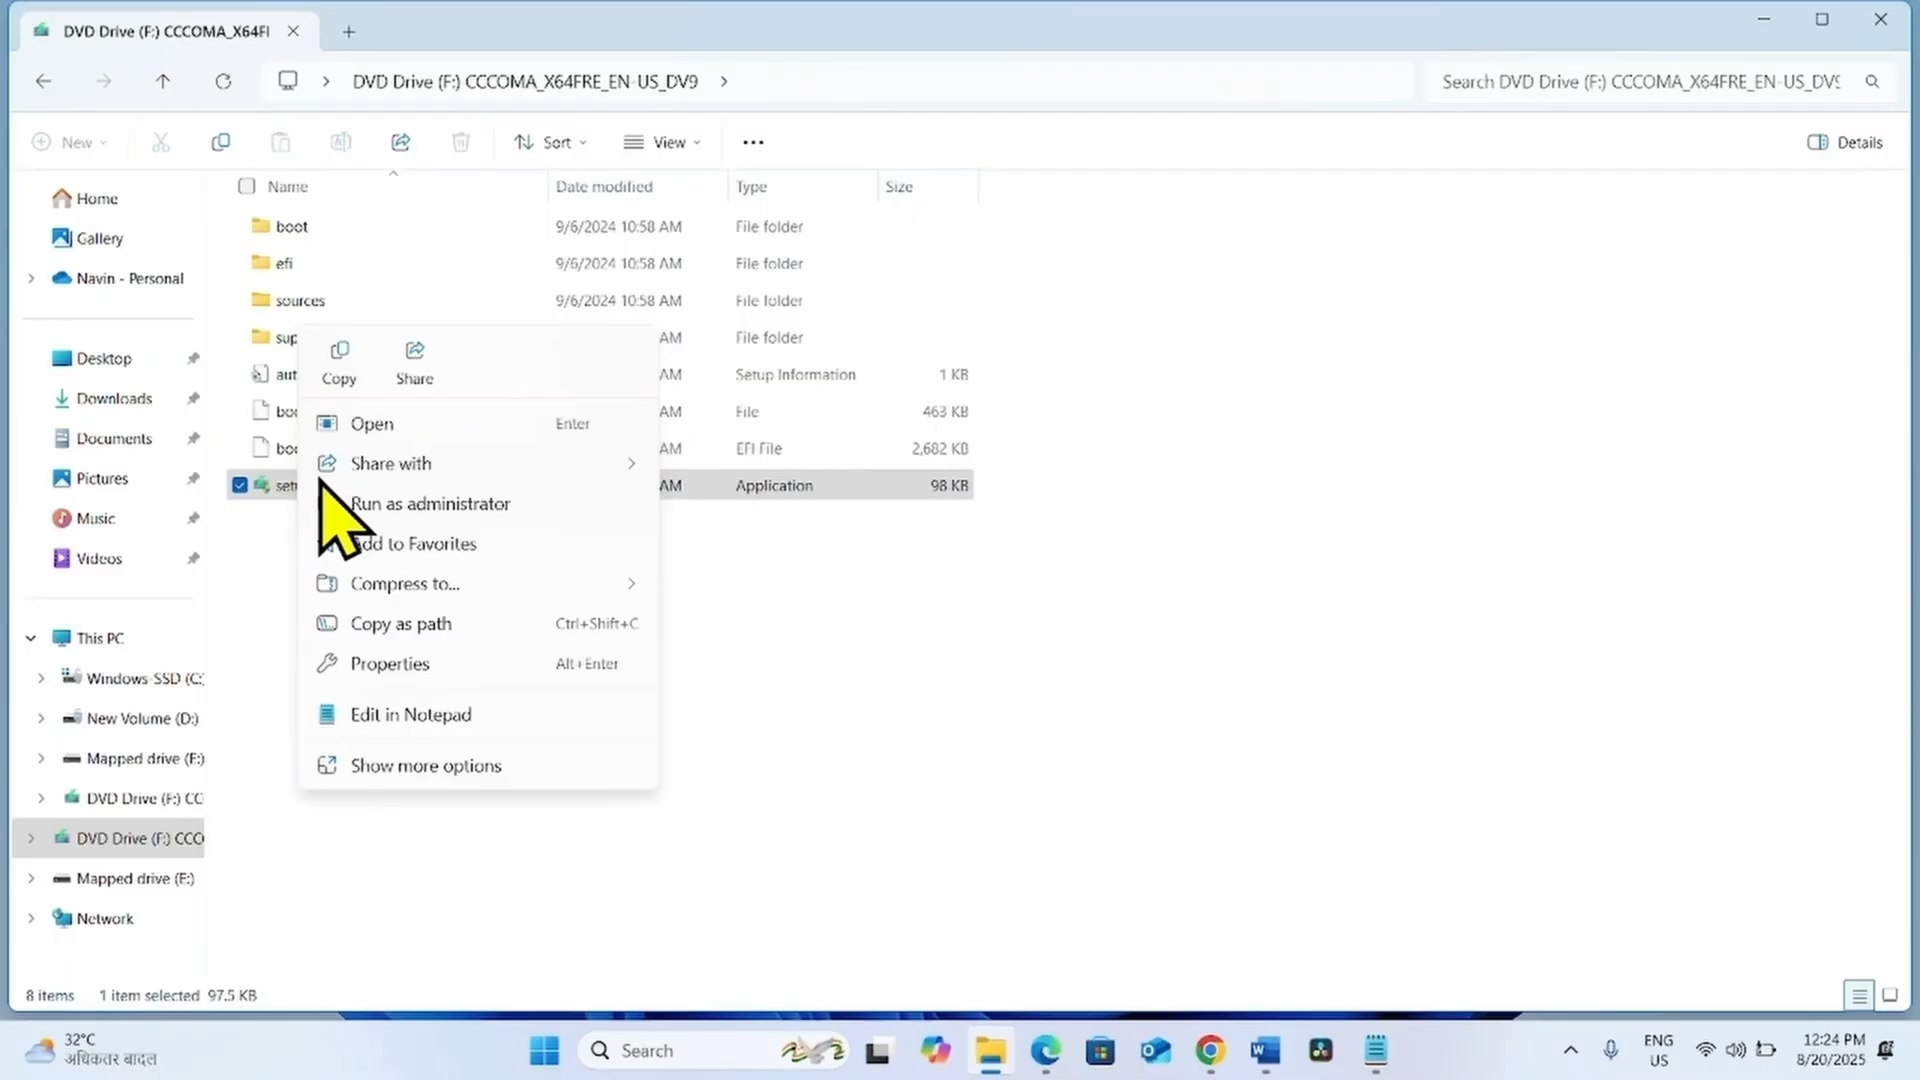 DVD Drive (F:) CCCOMA_X64FI
DVD Drive (F:) CCCOMA_X64FRE_EN-US_DV9
Search DVD Drive (F:) CCCOMA_X64FRE_EN-US_DV9
New
Sort
View
Details
Name Date modified Type Size
boot 9/6/2024 10:58 AM File folder
efi 9/6/2024 10:58 AM File folder
sources 9/6/2024 10:58 AM File folder
sup AM File folder
aut AM Setup Information 1 KB
boo AM File 463 KB
boo AM EFI File 2,682 KB
setu AM Application 98 KB
Copy Share
Open Enter
Share with
Run as administrator
Add to Favorites
Compress to...
Copy as path Ctrl+Shift+C
Properties Alt+Enter
Edit in Notepad
Show more options
Home
Gallery
Navin - Personal
Desktop
Downloads
Documents
Pictures
Music
Videos
This PC
Windows-SSD (C:)
New Volume (D:)
Mapped drive (E:)
DVD Drive (F:) CC
DVD Drive (F:) CCC
Mapped drive (E:)
Network
8 items 1 item selected 97.5 KB
32°C
अधिकतर बादल
Search
ENG
US
12:24 PM
8/20/2025